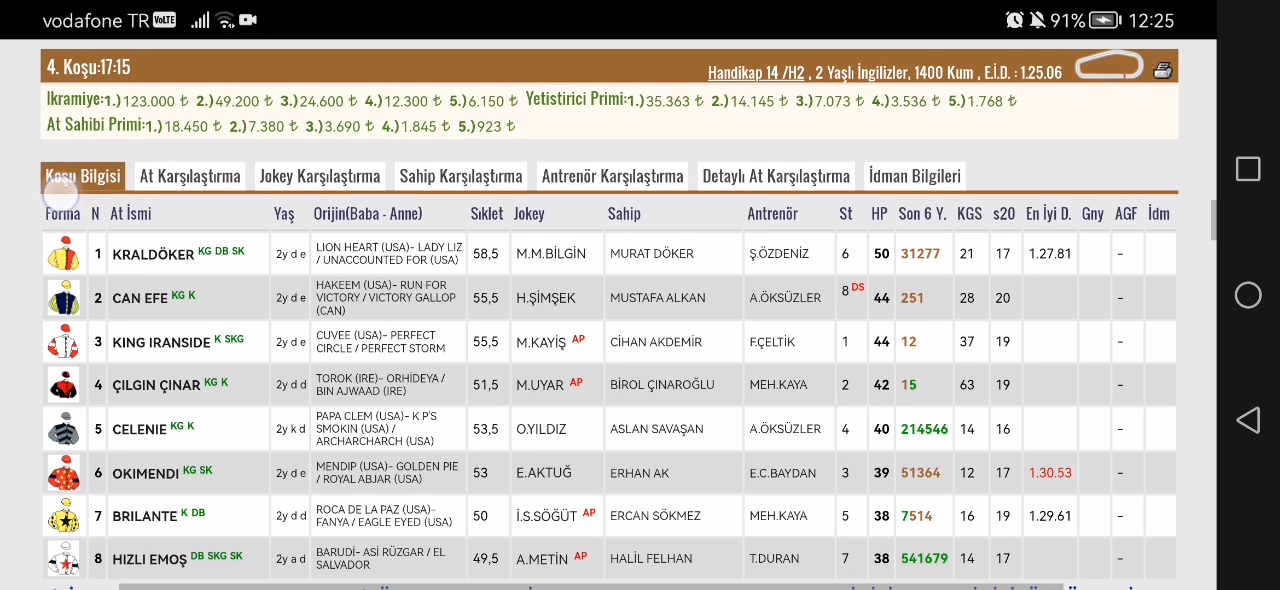 vodafone TR VoLTE 91% 12:25
4. Koşu:17:15
Handikap 14 /H2 , 2 Yaşlı İngilizler, 1400 Kum , E.İ.D. : 1.25.06
Ikramiye:1.)123.000 ₺ 2.)49.200 ₺ 3.)24.600 ₺ 4.)12.300 ₺ 5.)6.150 ₺ Yetistirici Primi:1.)35.363 ₺ 2.)14.145 ₺ 3.)7.073 ₺ 4.)3.536 ₺ 5.)1.768 ₺
At Sahibi Primi:1.)18.450 ₺ 2.)7.380 ₺ 3.)3.690 ₺ 4.)1.845 ₺ 5.)923 ₺
Koşu Bilgisi At Karşılaştırma Jokey Karşılaştırma Sahip Karşılaştırma Antrenör Karşılaştırma Detaylı At Karşılaştırma İdman Bilgileri
Forma N At İsmi Yaş Orijin(Baba - Anne) Sıklet Jokey Sahip Antrenör St HP Son 6 Y. KGS s20 En İyi D. Gny AGF İdm
1 KRALDÖKER KG DB SK 2y d e LION HEART (USA)- LADY LIZ / UNACCOUNTED FOR (USA) 58,5 M.M.BİLGİN MURAT DÖKER Ş.ÖZDENİZ 6 50 31277 21 17 1.27.81 -
2 CAN EFE KG K 2y d e HAKEEM (USA)- RUN FOR VICTORY / VICTORY GALLOP (CAN) 55,5 H.ŞİMŞEK MUSTAFA ALKAN A.ÖKSÜZLER 8 DS 44 251 28 20 -
3 KING IRANSIDE K SKG 2y d e CUVEE (USA)- PERFECT CIRCLE / PERFECT STORM 55,5 M.KAYİŞ AP CİHAN AKDEMİR F.ÇELTİK 1 44 12 37 19 -
4 ÇILGIN ÇINAR KG K 2y d d TOROK (IRE)- ORHİDEYA / BIN AJWAAD (IRE) 51,5 M.UYAR AP BİROL ÇINAROĞLU MEH.KAYA 2 42 15 63 19 -
5 CELENIE KG K 2y k d PAPA CLEM (USA)- K P'S SMOKIN (USA) / ARCHARCHARCH (USA) 53,5 O.YILDIZ ASLAN SAVAŞAN A.ÖKSÜZLER 4 40 214546 14 16 -
6 OKIMENDI KG SK 2y d e MENDIP (USA)- GOLDEN PIE / ROYAL ABJAR (USA) 53 E.AKTUĞ ERHAN AK E.C.BAYDAN 3 39 51364 12 17 1.30.53 -
7 BRILANTE K DB 2y d d ROCA DE LA PAZ (USA)- FANYA / EAGLE EYED (USA) 50 İ.S.SÖĞÜT AP ERCAN SÖKMEZ MEH.KAYA 5 38 7514 16 19 1.29.61 -
8 HIZLI EMOŞ DB SKG SK 2y a d BARUDİ- ASİ RÜZGAR / EL SALVADOR 49,5 A.METİN AP HALİL FELHAN T.DURAN 7 38 541679 14 17 -